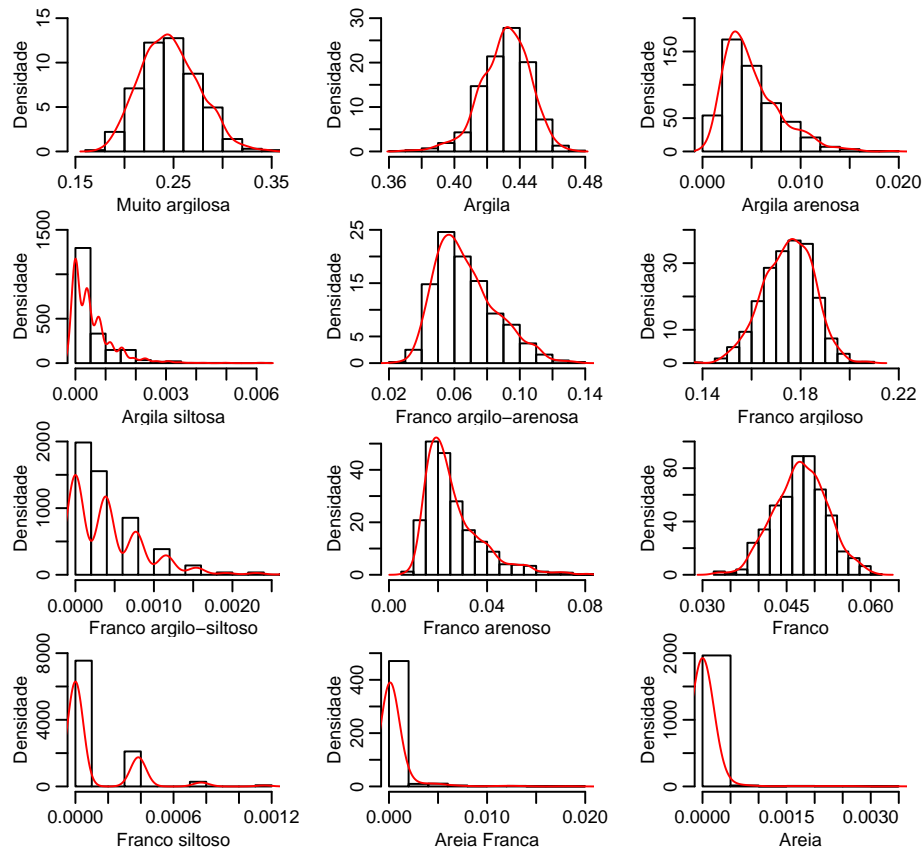 Densidade
0 5 10 15
0.15 0.25 0.35
Muito argilosa
Densidade
0 10 20 30
0.36 0.40 0.44 0.48
Argila
Densidade
0 50 150
0.000 0.010 0.020
Argila arenosa
Densidade
0 500 1500
0.000 0.003 0.006
Argila siltosa
Densidade
0 5 15 25
0.02 0.06 0.10 0.14
Franco argilo−arenosa
Densidade
0 10 30
0.14 0.18 0.22
Franco argiloso
Densidade
0 1000 2000
0.0000 0.0010 0.0020
Franco argilo−siltoso
Densidade
0 20 40
0.00 0.04 0.08
Franco arenoso
Densidade
0 40 80
0.030 0.045 0.060
Franco
Densidade
0 4000 8000
0.0000 0.0006 0.0012
Franco siltoso
Densidade
0 200 400
0.000 0.010 0.020
Areia Franca
Densidade
0 1000 2000
0.0000 0.0015 0.0030
Areia